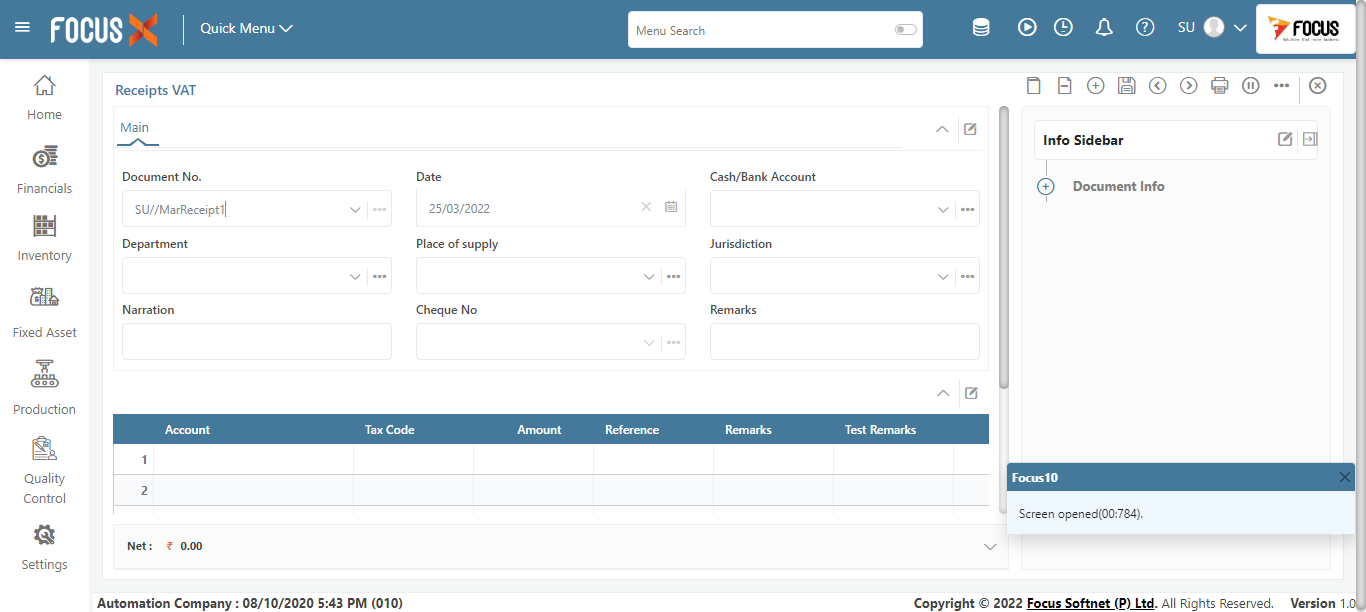 FOCUS X
Quick Menu
Menu Search
SU
FOCUS
Home
Financials
Inventory
Fixed Asset
Production
Quality
Control
Settings
Receipts VAT
Main
Document No.
Date
Cash/Bank Account
SU//MarReceipt1
25/03/2022
Department
Place of supply
Jurisdiction
Narration
Cheque No
Remarks
Account
Tax Code
Amount
Reference
Remarks
Test Remarks
1
2
Net : ₹ 0.00
Info Sidebar
Document Info
Focus10
Screen opened(00:784).
Automation Company : 08/10/2020 5:43 PM (010)
Copyright © 2022 Focus Softnet (P) Ltd. All Rights Reserved. Version 1.0